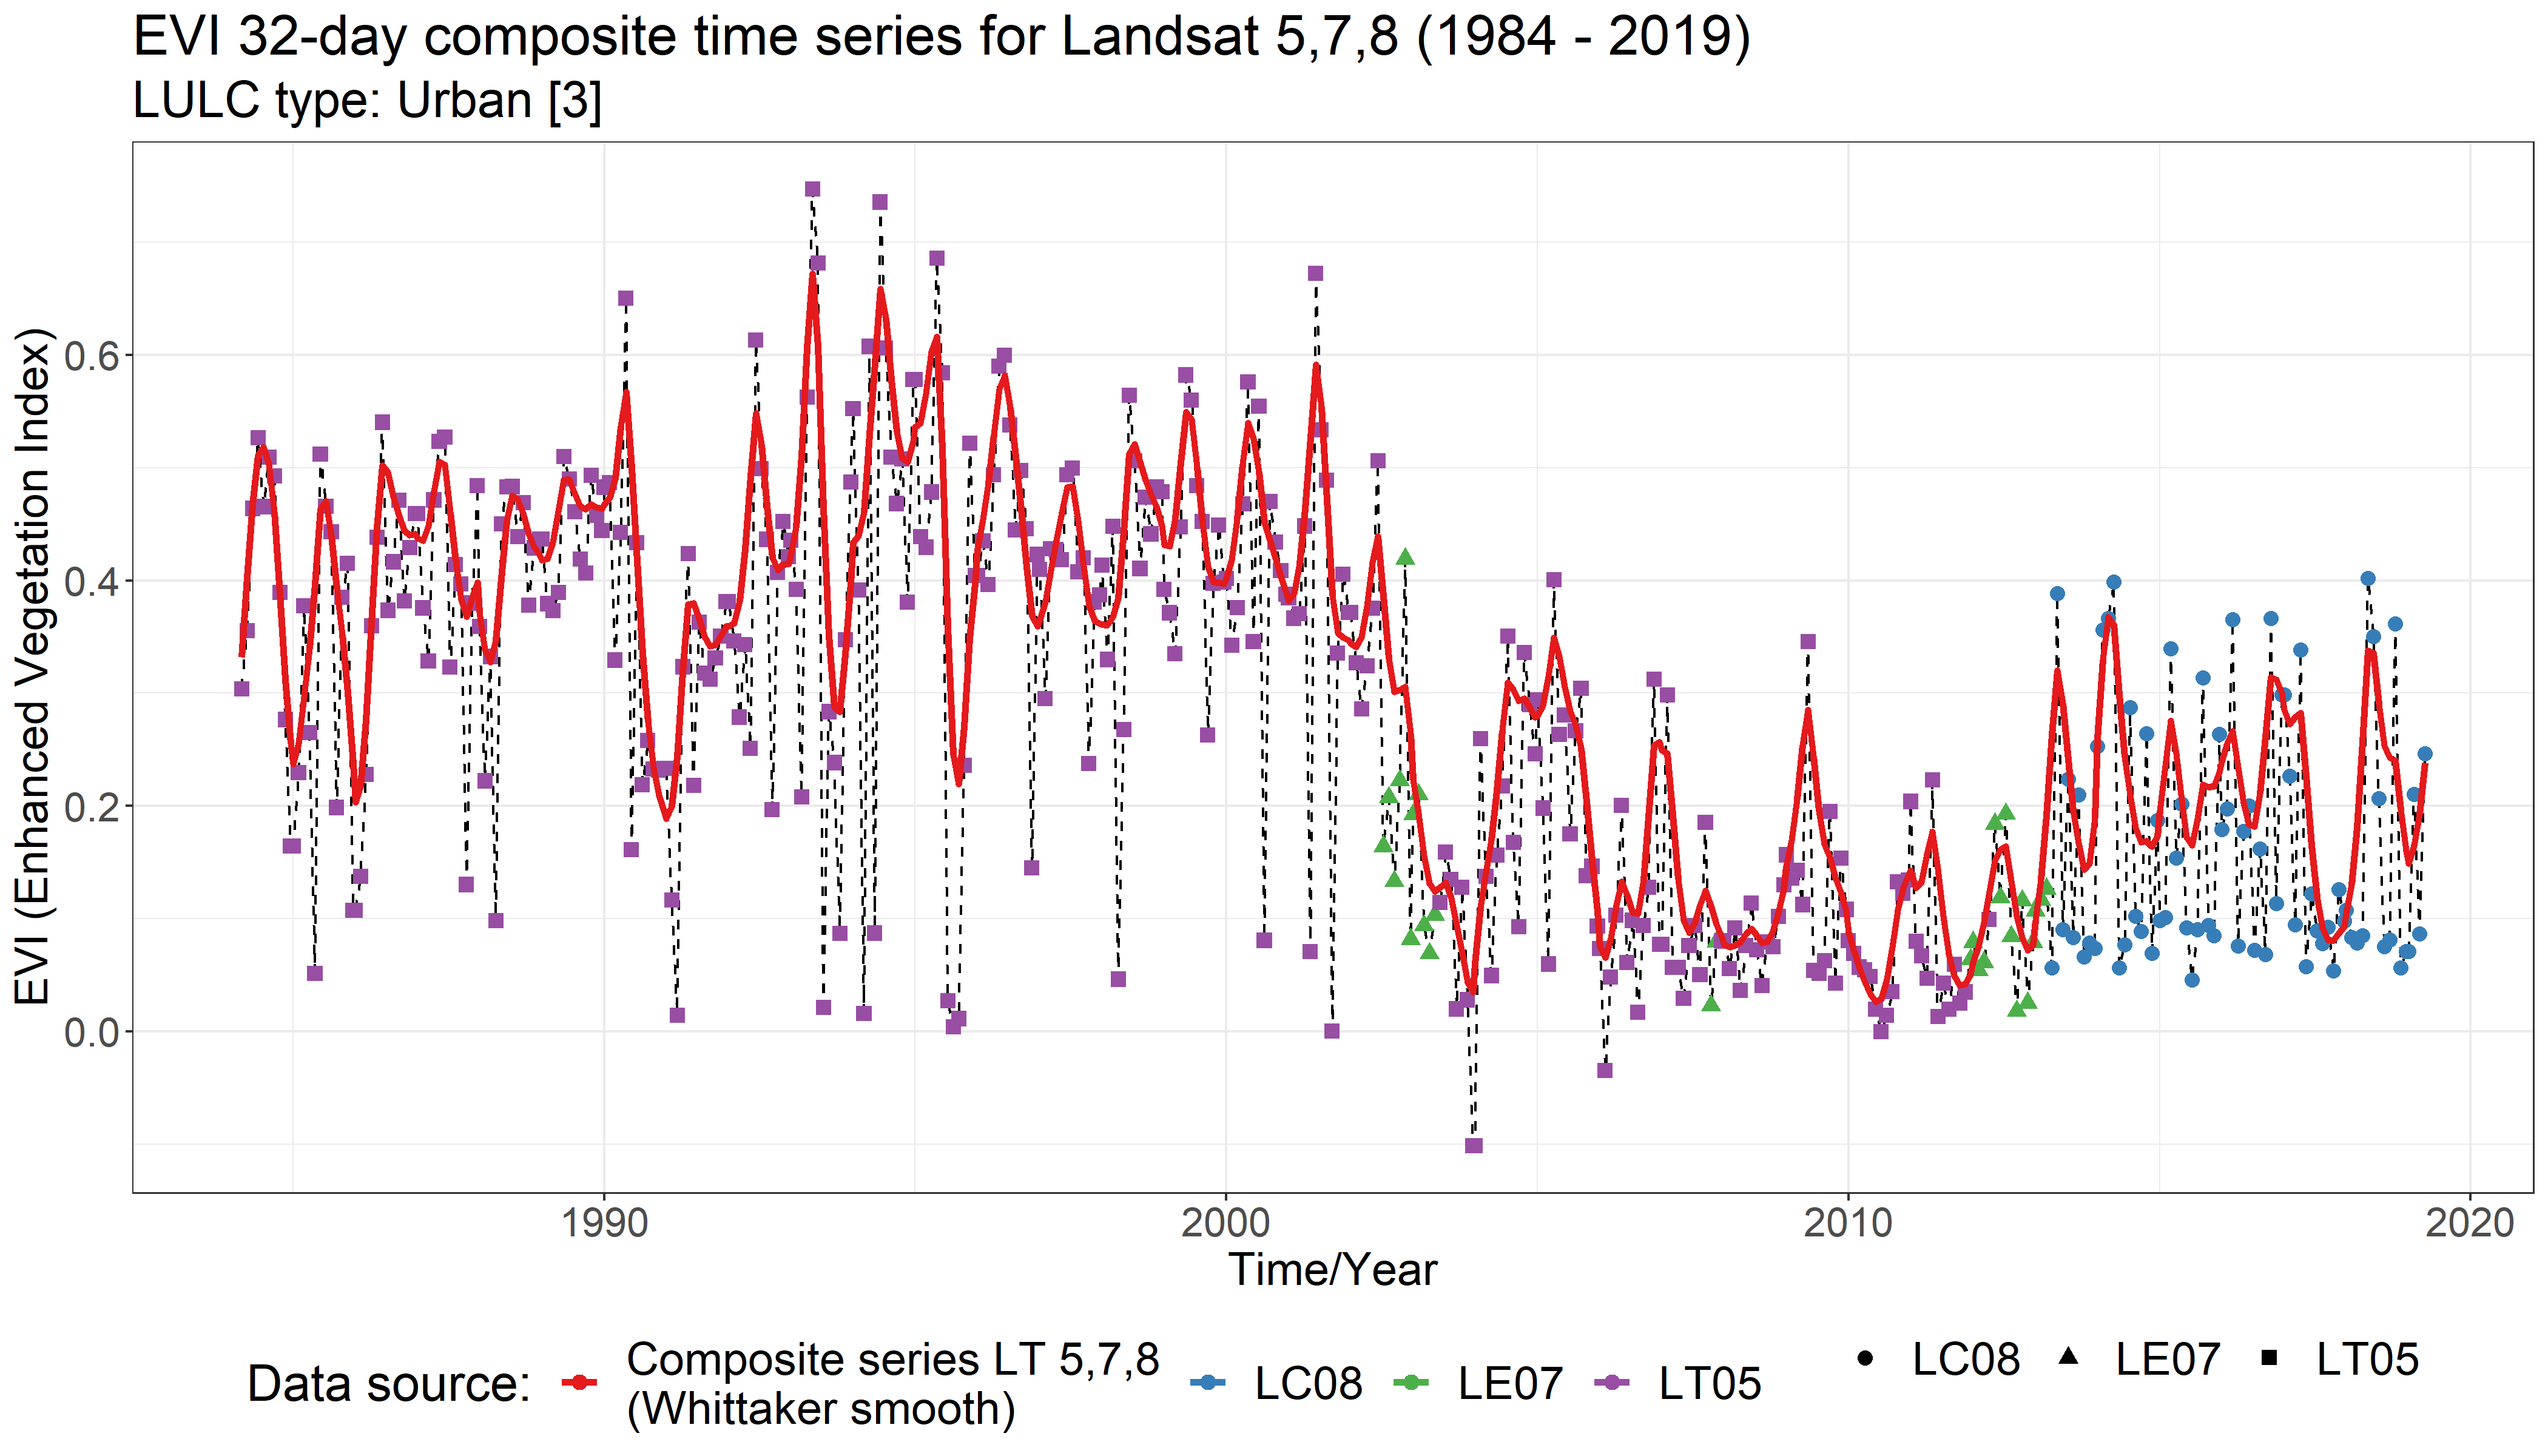 EVI 32-day composite time series for Landsat 5,7,8 (1984 - 2019)
LULC type: Urban [3]
EVI (Enhanced Vegetation Index)
0.6
0.4
0.2
0.0
1990 2000 2010 2020
Time/Year
Data source: Composite series LT 5,7,8 (Whittaker smooth) LC08 LE07 LT05 LC08 LE07 LT05